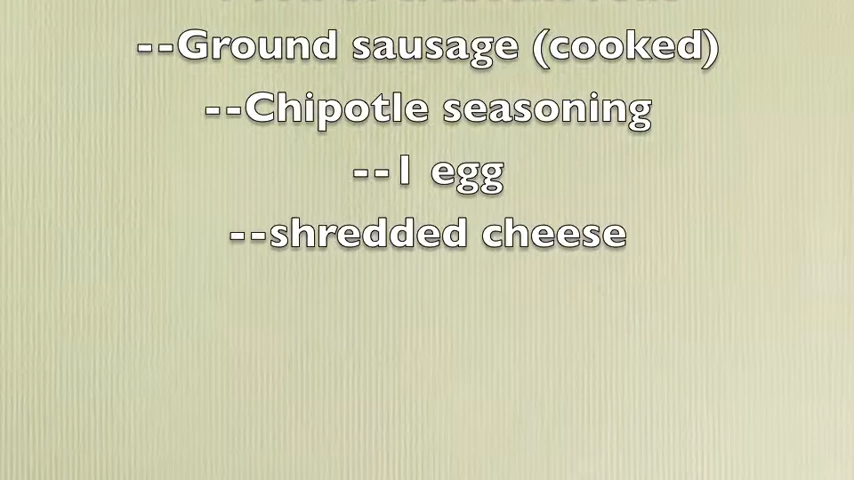 --Ground sausage (cooked)
--Chipotle seasoning
--1 egg
--shredded cheese